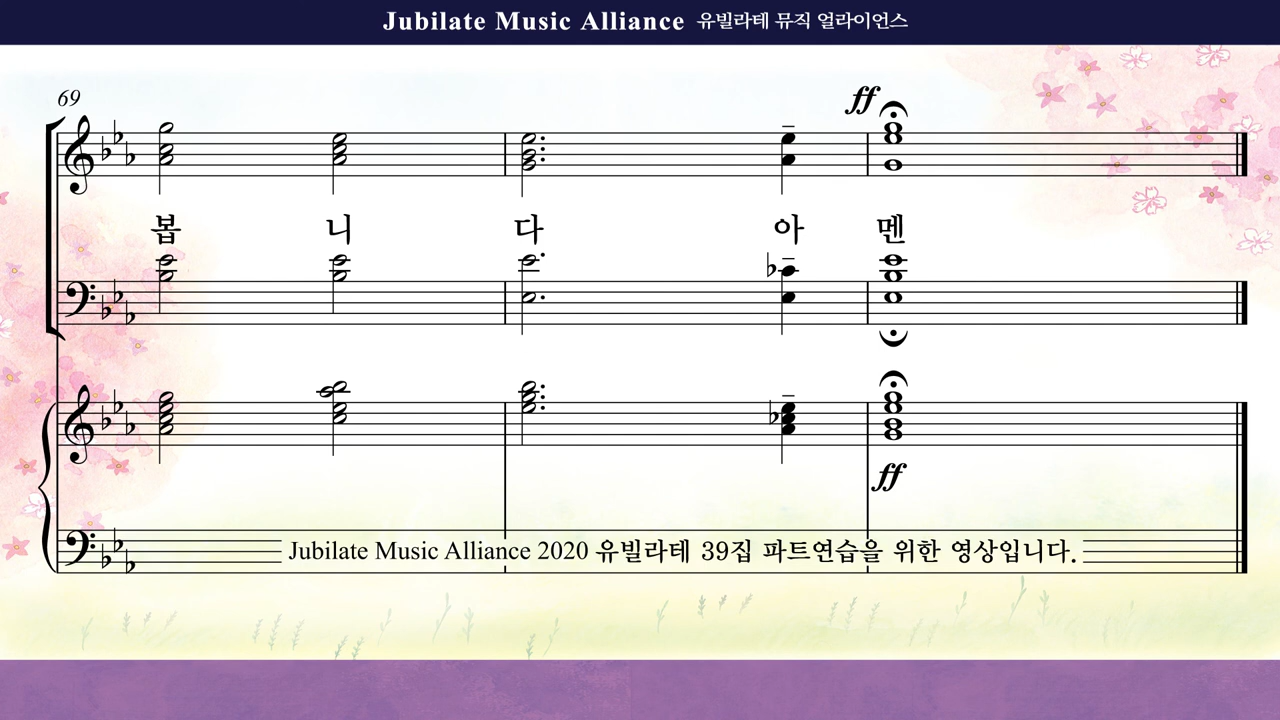 Jubilate Music Alliance 유빌라테 뮤직 얼라이언스
69
ff
봅 니 다 아 멘
ff
Jubilate Music Alliance 2020 유빌라테 39집 파트연습을 위한 영상입니다.